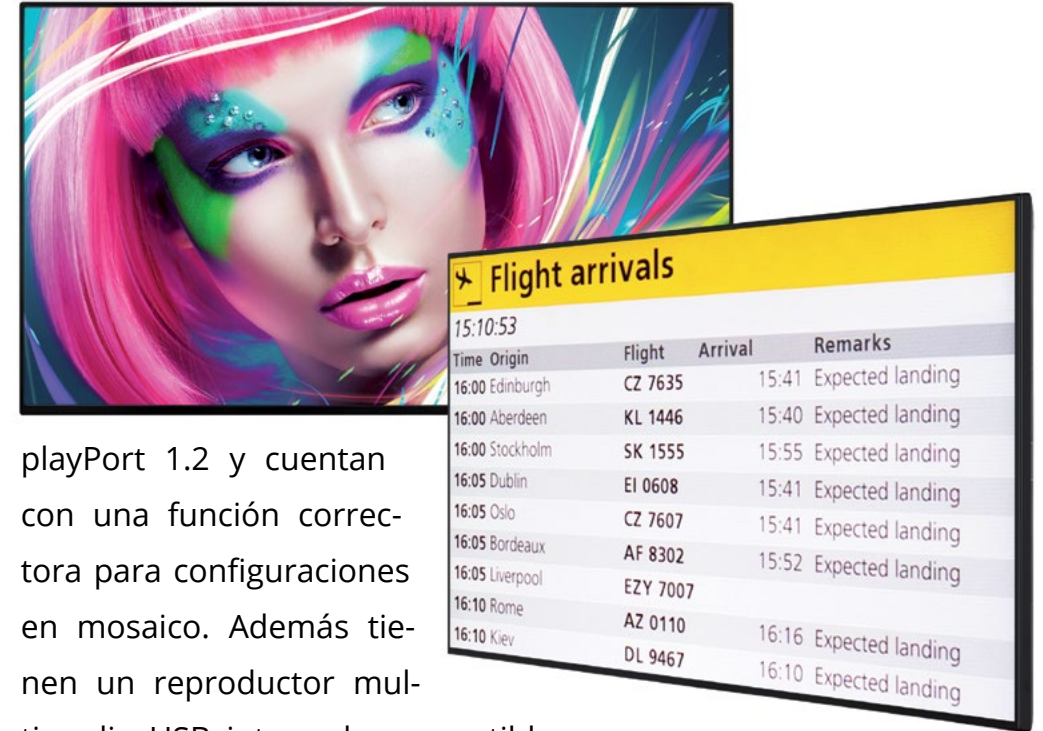 Flight arrivals
15:10:53
Time Origin Flight Arrival Remarks
16:00 Edinburgh CZ 7635 15:41 Expected landing
16:00 Aberdeen KL 1446 15:40 Expected landing
16:00 Stockholm SK 1555 15:55 Expected landing
16:05 Dublin EI 0608 15:41 Expected landing
16:05 Oslo CZ 7607 15:41 Expected landing
16:05 Bordeaux AF 8302 15:52 Expected landing
16:05 Liverpool EZY 7007
16:10 Rome AZ 0110 16:16 Expected landing
16:10 Kiev DL 9467 16:10 Expected landing
playPort 1.2 y cuentan
con una función correc-
tora para configuraciones
en mosaico. Además tie-
nen un reproductor mul-